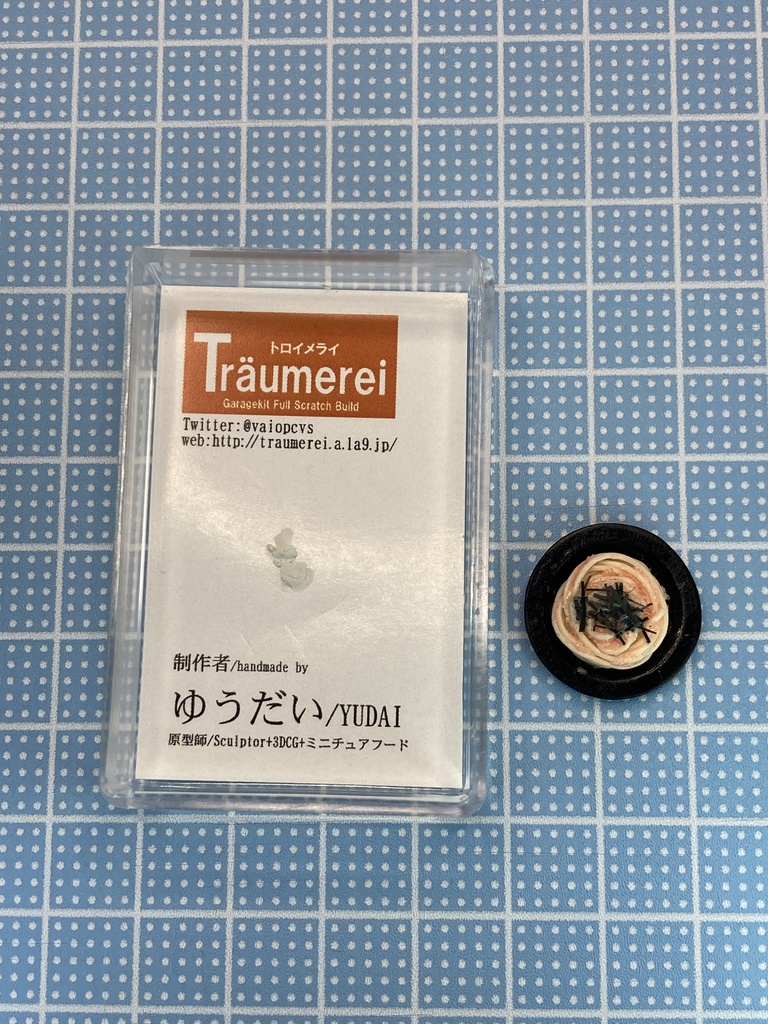 トロイメライ
Träumerei
Garagekit Full Scratch Build
Twitter:@vaiopcvs
web:http://traumerei.a.la9.jp/
制作者/handmade by
ゆうだい/YUDAI
原型師/Sculptor+3DCG+ミニチュアフード